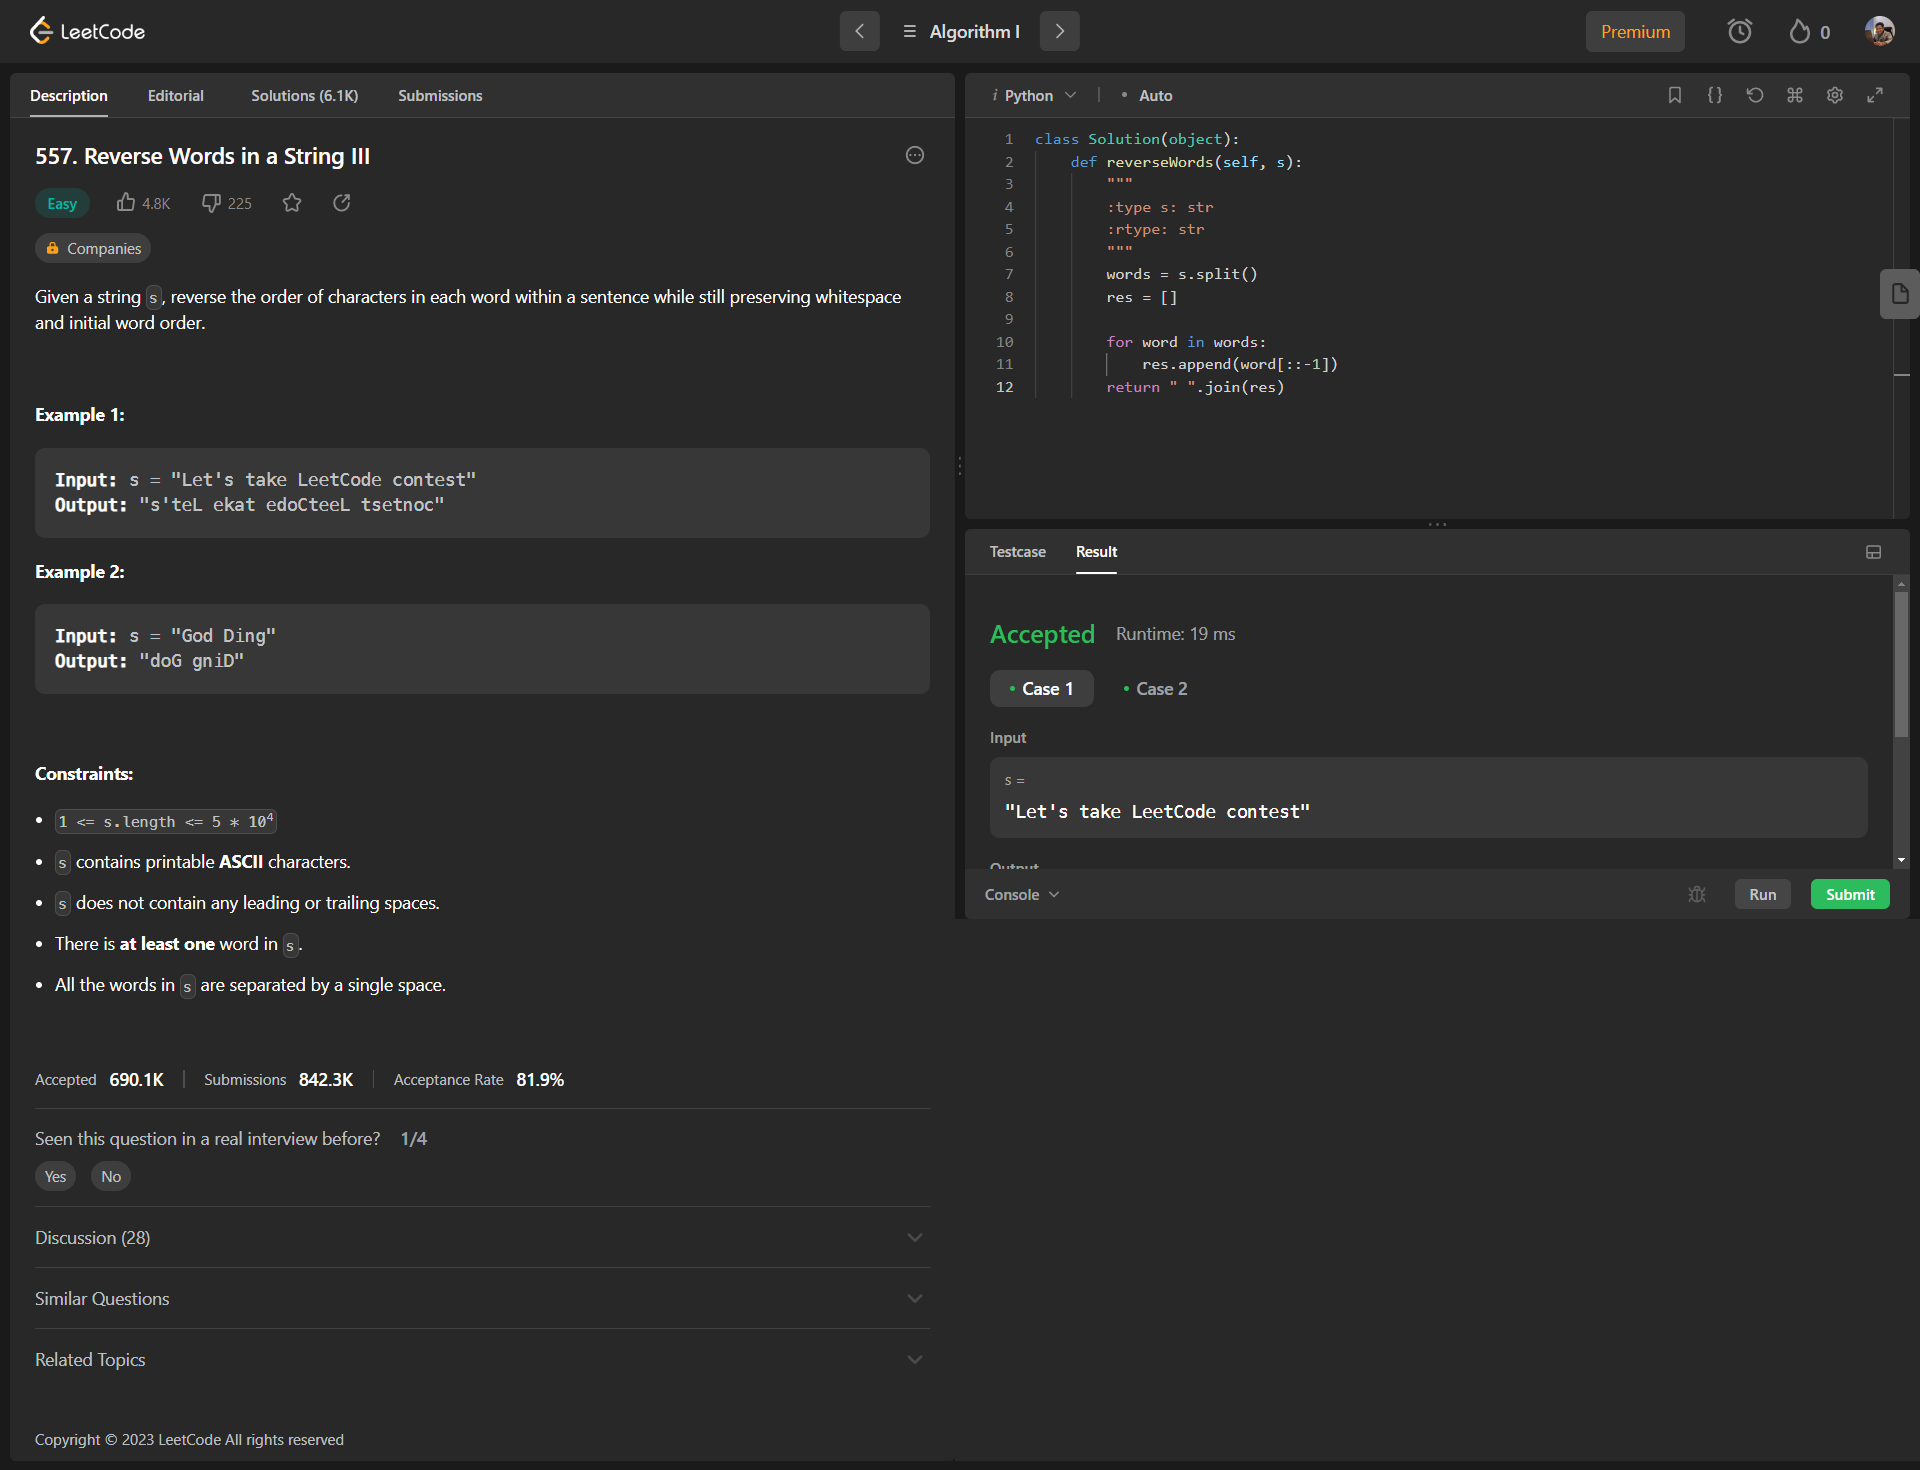 LeetCode
Algorithm I
Premium
0
Description
Editorial
Solutions (6.1K)
Submissions
557. Reverse Words in a String III
Easy
4.8K
225
Companies
Given a string s, reverse the order of characters in each word within a sentence while still preserving whitespace
and initial word order.
Example 1:
Input: s = "Let's take LeetCode contest"
Output: "s'teL ekat edoCteeL tsetnoc"
Example 2:
Input: s = "God Ding"
Output: "doG gniD"
Constraints:
• 1 <= s.length <= 5 * 10⁴
• s contains printable ASCII characters.
• s does not contain any leading or trailing spaces.
• There is at least one word in s.
• All the words in s are separated by a single space.
Accepted 690.1K
Submissions 842.3K
Acceptance Rate 81.9%
Seen this question in a real interview before? 1/4
Yes
No
Discussion (28)
Similar Questions
Related Topics
Copyright © 2023 LeetCode All rights reserved
i Python
• Auto
1 class Solution(object):
2     def reverseWords(self, s):
3         """
4         :type s: str
5         :rtype: str
6         """
7         words = s.split()
8         res = []
9
10         for word in words:
11             res.append(word[::-1])
12         return " ".join(res)
Testcase
Result
Accepted
Runtime: 19 ms
• Case 1
• Case 2
Input
s =
"Let's take LeetCode contest"
Output
Console
Run
Submit